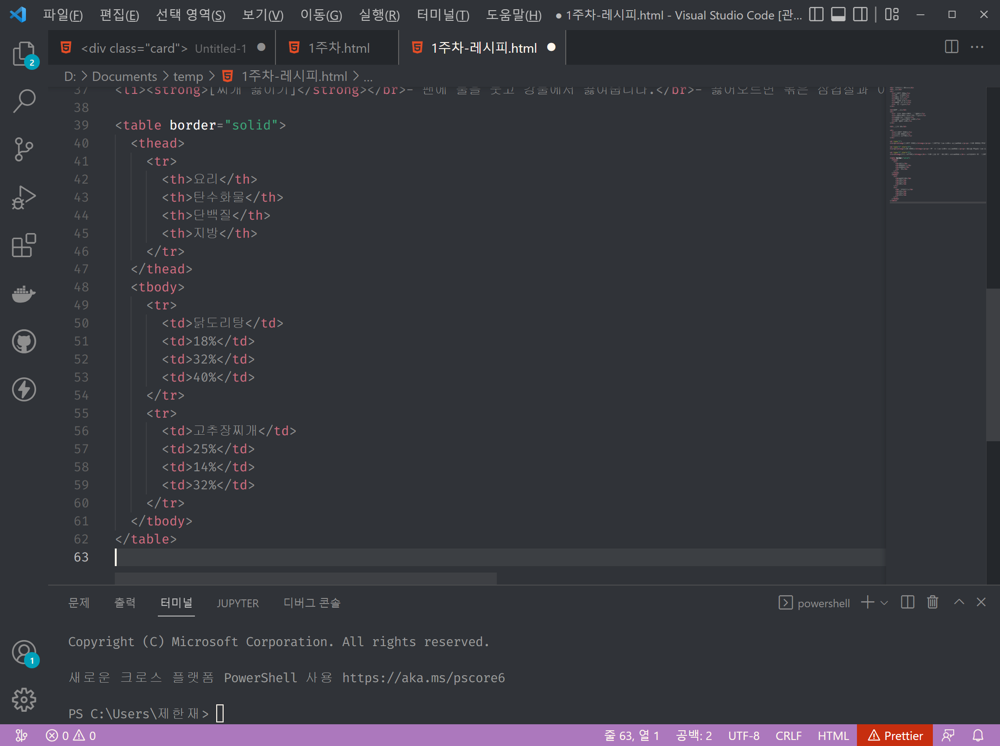 파일(F) 편집(E) 선택 영역(S) 보기(V) 이동(G) 실행(R) 터미널(T) 도움말(H) ● 1주차-레시피.html - Visual Studio Code [관...
<div class="card"> Untitled-1 ● 1주차.html 1주차-레시피.html ●
D: > Documents > temp > 1주차-레시피.html > ...
37 <li><strong>[찌개 끓이기]</strong></br>- 팬에 물을 붓고 강불에서 끓여줍니다.</br>- 끓어오르면 볶은 삼겹살과
38
39 <table border="solid">
40 <thead>
41 <tr>
42 <th>요리</th>
43 <th>탄수화물</th>
44 <th>단백질</th>
45 <th>지방</th>
46 </tr>
47 </thead>
48 <tbody>
49 <tr>
50 <td>닭도리탕</td>
51 <td>18%</td>
52 <td>32%</td>
53 <td>40%</td>
54 </tr>
55 <tr>
56 <td>고추장찌개</td>
57 <td>25%</td>
58 <td>14%</td>
59 <td>32%</td>
60 </tr>
61 </tbody>
62 </table>
63
문제 출력 터미널 JUPYTER 디버그 콘솔 powershell
Copyright (C) Microsoft Corporation. All rights reserved.
새로운 크로스 플랫폼 PowerShell 사용 https://aka.ms/pscore6
PS C:\Users\제한재>
0 0 줄 63, 열 1 공백: 2 UTF-8 CRLF HTML Prettier
2
1